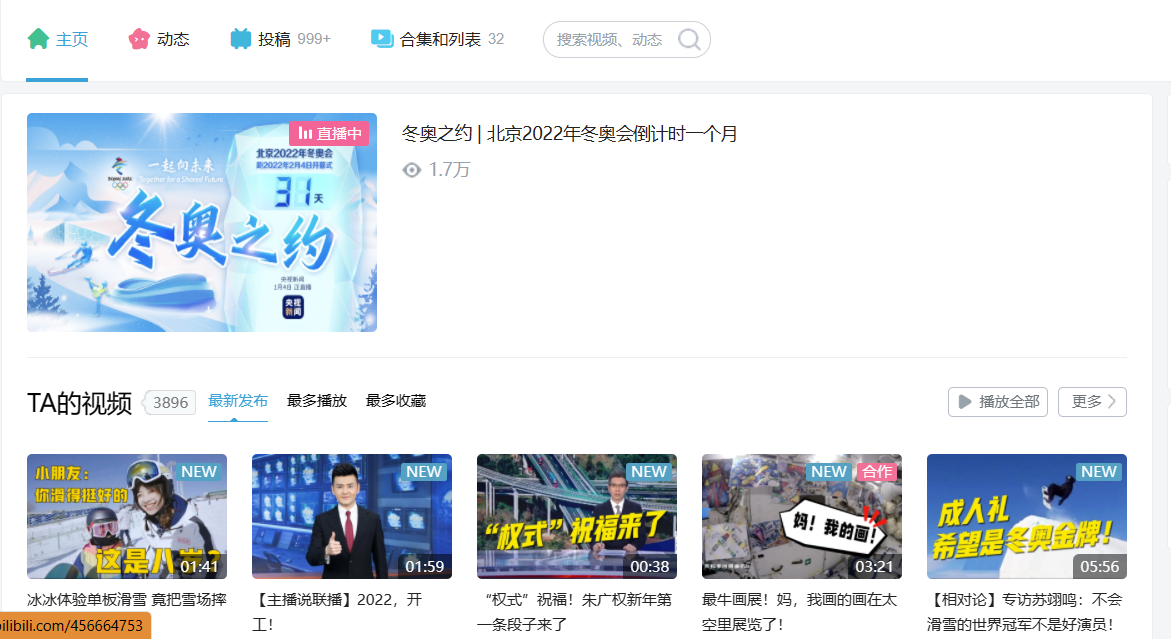 主页
动态
投稿 999+
合集和列表 32
搜索视频、动态
直播中
一起向未来
Together for a Shared Future
北京2022年冬奥会
距2022年2月4日开幕式
31天
冬奥之约
央视新闻
1月4日 正直播
央视
新闻
冬奥之约 | 北京2022年冬奥会倒计时一个月
1.7万
TA的视频 3896
最新发布 最多播放 最多收藏
播放全部
更多
小朋友:
你滑得挺好的
NEW
这是八岁?
01:41
NEW
01:59
NEW
“权式”祝福来了
00:38
NEW 合作
妈!我的画!
03:21
NEW
成人礼
希望是冬奥金牌!
05:56
冰冰体验单板滑雪 竟把雪场摔
【主播说联播】2022,开
工!
“权式”祝福!朱广权新年第
一条段子来了
最牛画展!妈,我画的画在太
空里展览了!
【相对论】专访苏翊鸣:不会
滑雪的世界冠军不是好演员!
bilibili.com/456664753